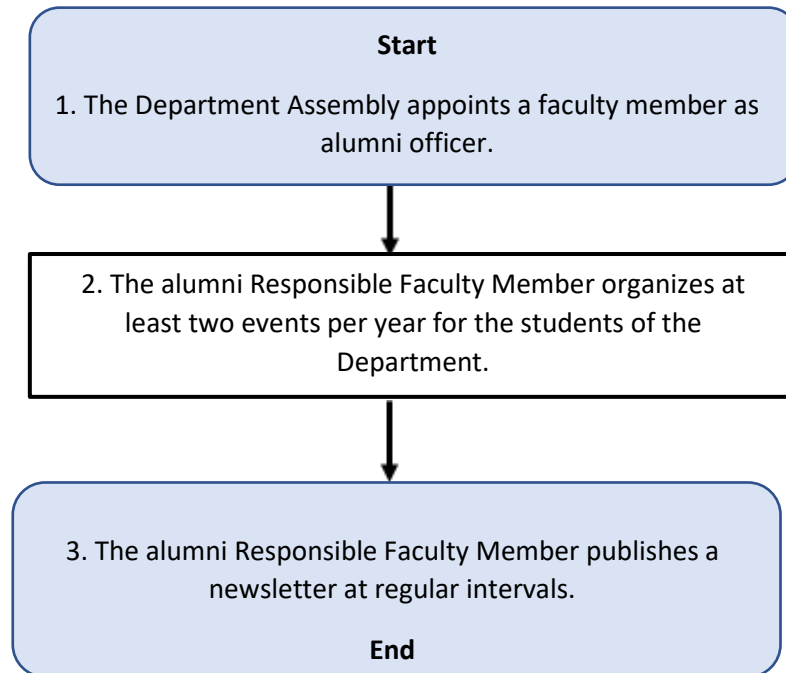 Start
1. The Department Assembly appoints a faculty member as
alumni officer.
2. The alumni Responsible Faculty Member organizes at
least two events per year for the students of the
Department.
3. The alumni Responsible Faculty Member publishes a
newsletter at regular intervals.
End